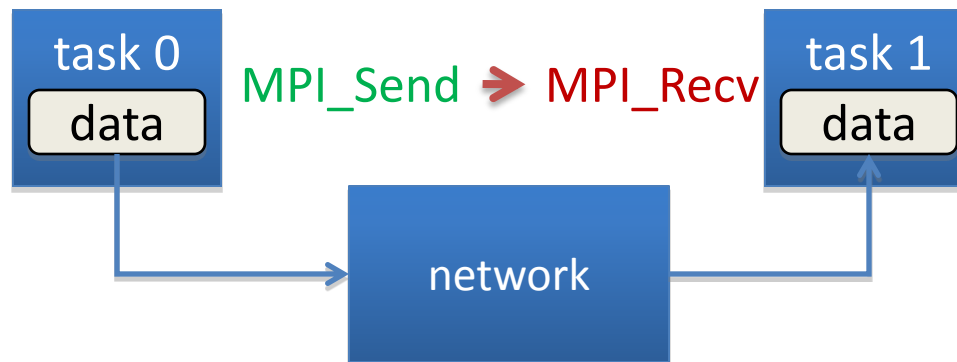 task 0
data
MPI_Send
MPI_Recv
task 1
data
network